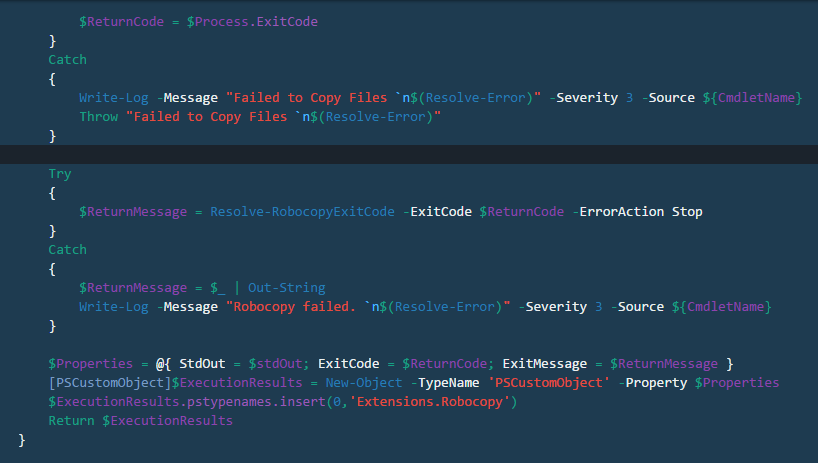 $ReturnCode = $Process.ExitCode
}
Catch
{
Write-Log -Message "Failed to Copy Files `n$(Resolve-Error)" -Severity 3 -Source ${CmdletName}
Throw "Failed to Copy Files `n$(Resolve-Error)"
}
Try
{
$ReturnMessage = Resolve-RobocopyExitCode -ExitCode $ReturnCode -ErrorAction Stop
}
Catch
{
$ReturnMessage = $_ | Out-String
Write-Log -Message "Robocopy failed. `n$(Resolve-Error)" -Severity 3 -Source ${CmdletName}
}
$Properties = @{ StdOut = $stdOut; ExitCode = $ReturnCode; ExitMessage = $ReturnMessage }
[PSCustomObject]$ExecutionResults = New-Object -TypeName 'PSCustomObject' -Property $Properties
$ExecutionResults.pstypenames.insert(0,'Extensions.Robocopy')
Return $ExecutionResults
}